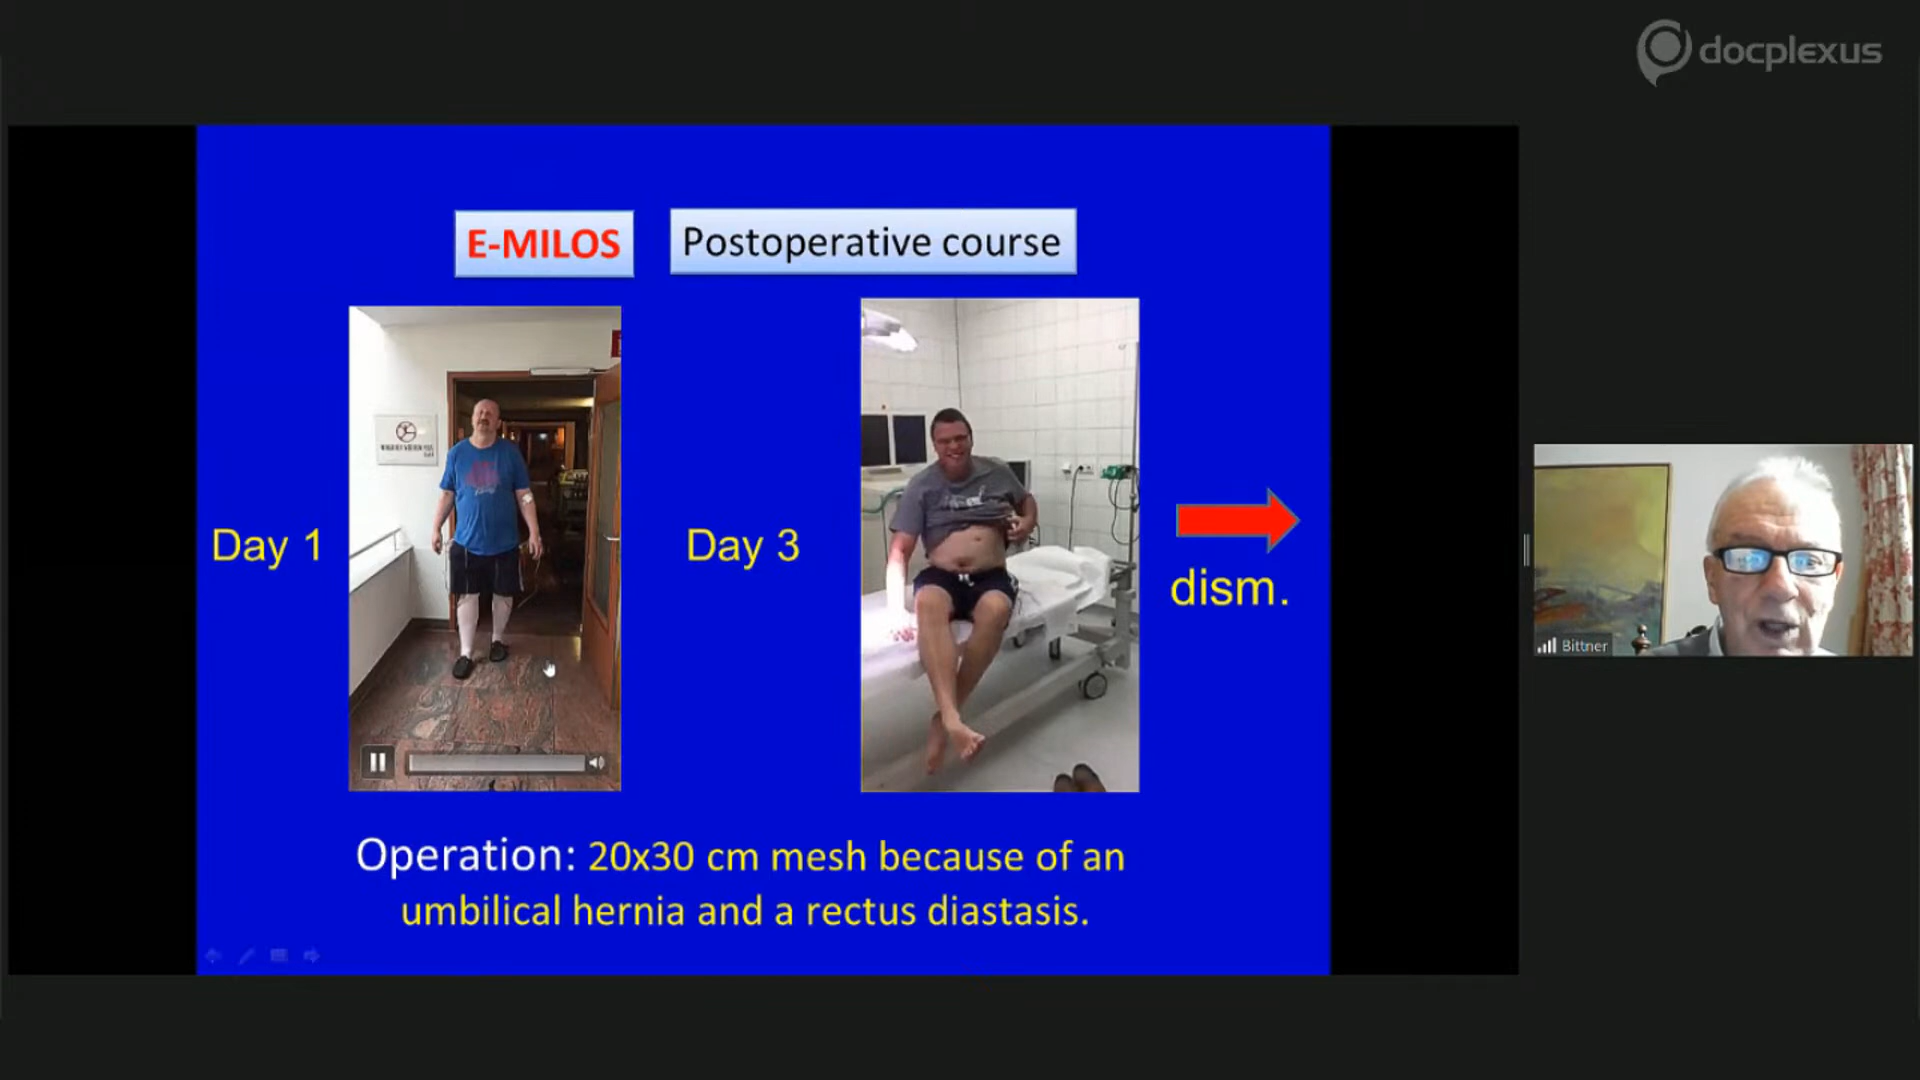 docplexus
E-MILOS
Postoperative course
Day 1
Day 3
dism.
Operation: 20x30 cm mesh because of an
umbilical hernia and a rectus diastasis.
Bittner